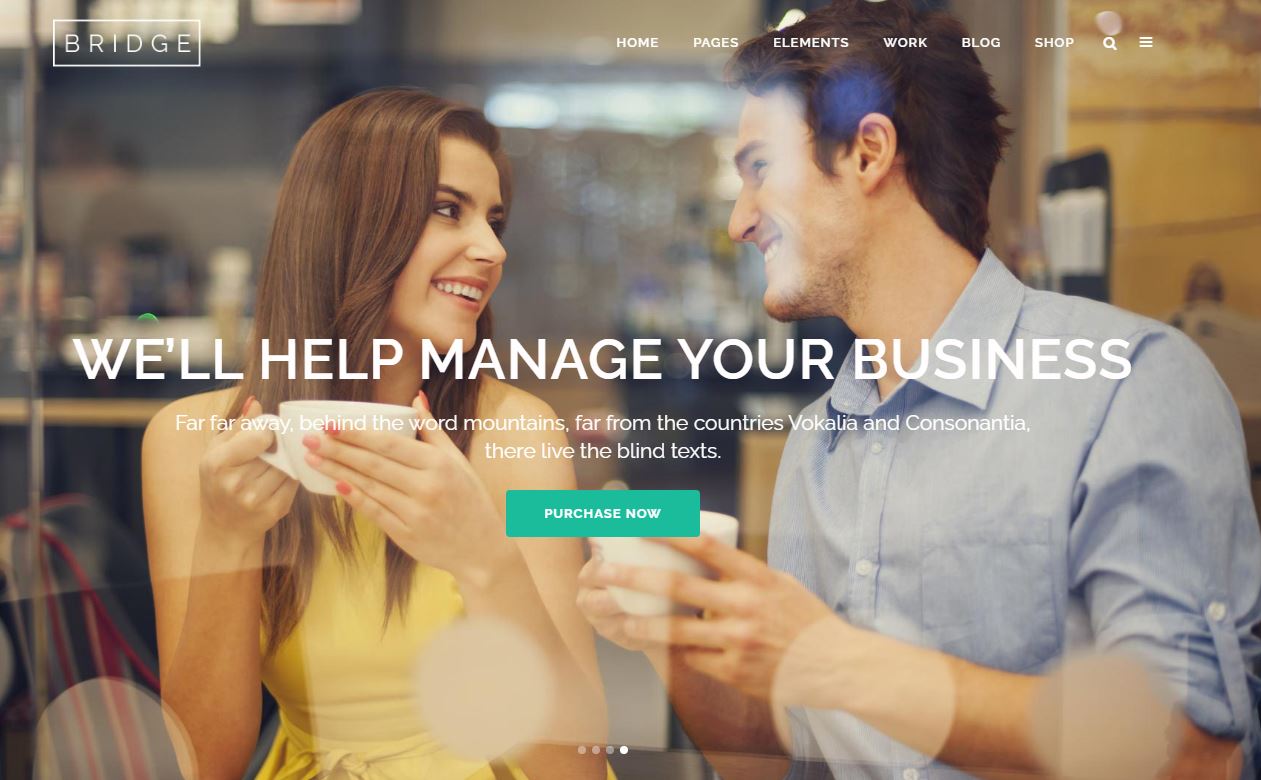 BRIDGE
HOME PAGES ELEMENTS WORK BLOG SHOP
WE’LL HELP MANAGE YOUR BUSINESS
Far far away, behind the word mountains, far from the countries Vokalia and Consonantia,
there live the blind texts.
PURCHASE NOW